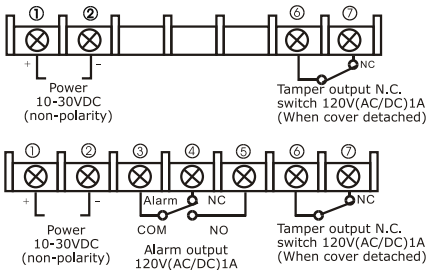 ① ② ⑥ ⑦
+ - NC
Power
10-30VDC
(non-polarity)
Tamper output N.C.
switch 120V(AC/DC)1A
(When cover detached)
① ② ③ ④ ⑤ ⑥ ⑦
+ - Alarm NC NC
COM NO
Power
10-30VDC
(non-polarity)
Alarm output
120V(AC/DC)1A
Tamper output N.C.
switch 120V(AC/DC)1A
(When cover detached)